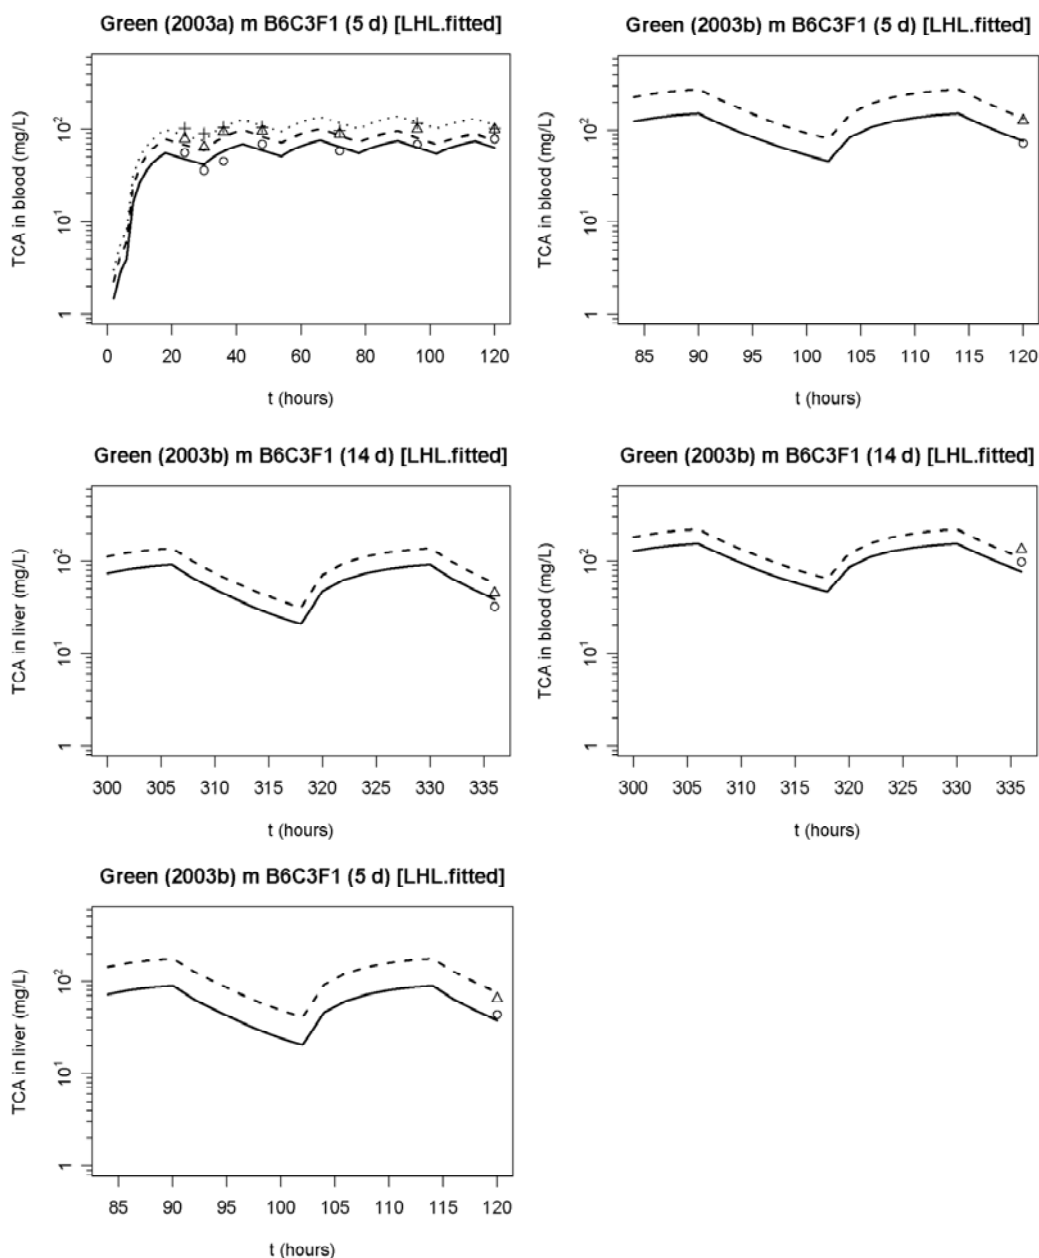 Green (2003a) m B6C3F1 (5 d) [LHL.fitted]
TCA in blood (mg/L)
10²
10¹
1
0 20 40 60 80 100 120
t (hours)
Green (2003b) m B6C3F1 (5 d) [LHL.fitted]
TCA in blood (mg/L)
10²
10¹
1
85 90 95 100 105 110 115 120
t (hours)
Green (2003b) m B6C3F1 (14 d) [LHL.fitted]
TCA in liver (mg/L)
10²
10¹
1
300 305 310 315 320 325 330 335
t (hours)
Green (2003b) m B6C3F1 (14 d) [LHL.fitted]
TCA in blood (mg/L)
10²
10¹
1
300 305 310 315 320 325 330 335
t (hours)
Green (2003b) m B6C3F1 (5 d) [LHL.fitted]
TCA in liver (mg/L)
10²
10¹
1
85 90 95 100 105 110 115 120
t (hours)